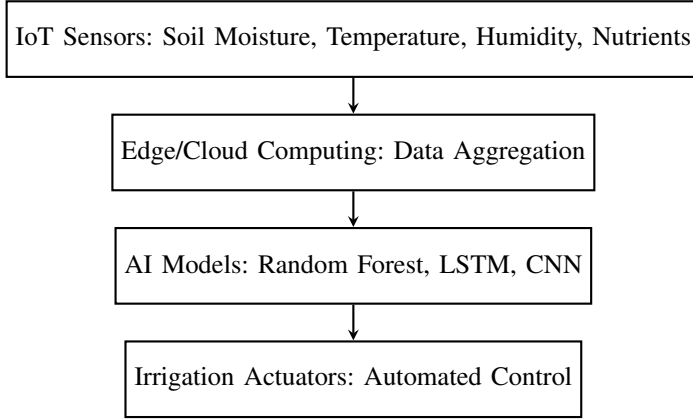 IoT Sensors: Soil Moisture, Temperature, Humidity, Nutrients
Edge/Cloud Computing: Data Aggregation
AI Models: Random Forest, LSTM, CNN
Irrigation Actuators: Automated Control